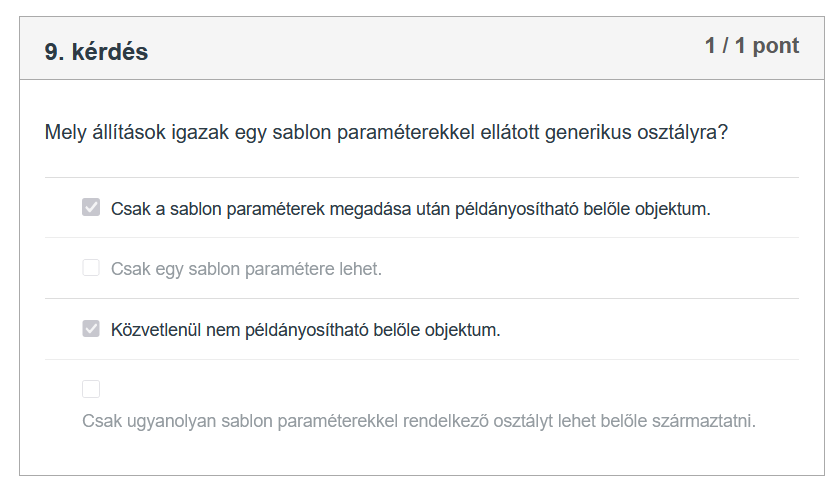 9. kérdés
1 / 1 pont
Mely állítások igazak egy sablon paraméterekkel ellátott generikus osztályra?
Csak a sablon paraméterek megadása után példányosítható belőle objektum.
Csak egy sablon paramétere lehet.
Közvetlenül nem példányosítható belőle objektum.
Csak ugyanolyan sablon paraméterekkel rendelkező osztályt lehet belőle származtatni.